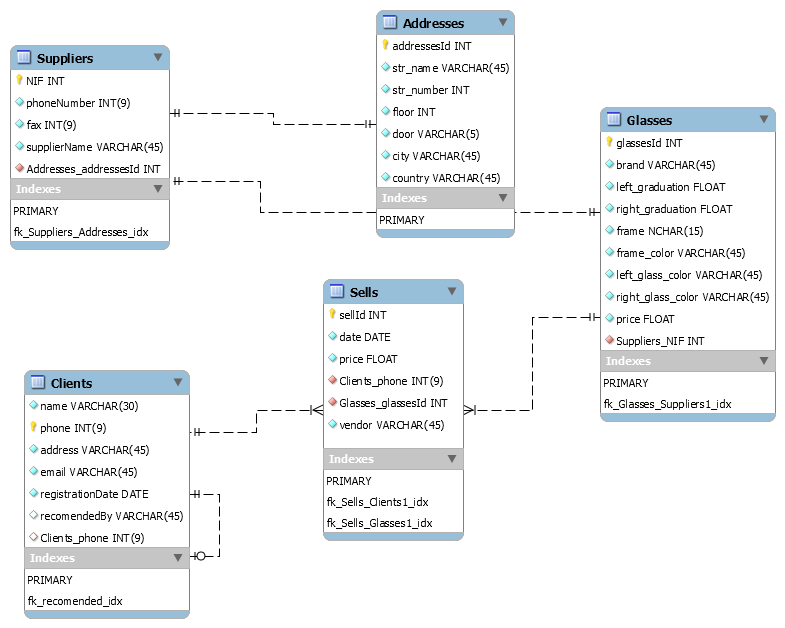 Suppliers
NIF INT
phoneNumber INT(9)
fax INT(9)
supplierName VARCHAR(45)
Addresses_addressesId INT
Indexes
PRIMARY
fk_Suppliers_Addresses_idx
Addresses
addressesId INT
str_name VARCHAR(45)
str_number INT
floor INT
door VARCHAR(5)
city VARCHAR(45)
country VARCHAR(45)
Indexes
PRIMARY
Glasses
glassesId INT
brand VARCHAR(45)
left_graduation FLOAT
right_graduation FLOAT
frame NCHAR(15)
frame_color VARCHAR(45)
left_glass_color VARCHAR(45)
right_glass_color VARCHAR(45)
price FLOAT
Suppliers_NIF INT
Indexes
PRIMARY
fk_Glasses_Suppliers1_idx
Sells
sellId INT
date DATE
price FLOAT
Clients_phone INT(9)
Glasses_glassesId INT
vendor VARCHAR(45)
Indexes
PRIMARY
fk_Sells_Clients1_idx
fk_Sells_Glasses1_idx
Clients
name VARCHAR(30)
phone INT(9)
address VARCHAR(45)
email VARCHAR(45)
registrationDate DATE
recomendedBy VARCHAR(45)
Clients_phone INT(9)
Indexes
PRIMARY
fk_recomended_idx